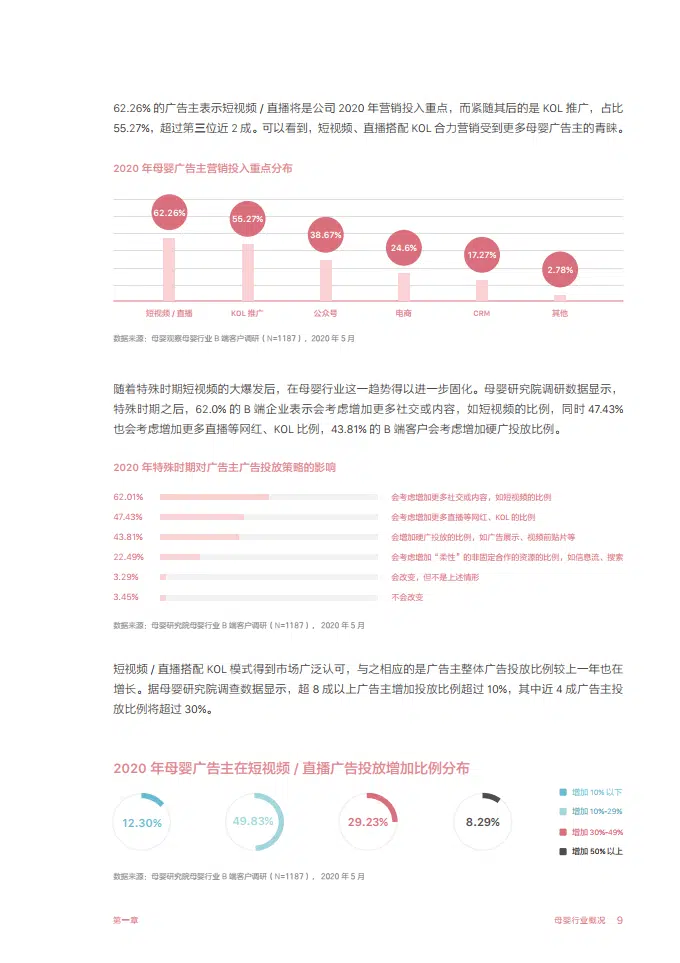 62.26% 的广告主表示短视频 / 直播将是公司 2020 年营销投入重点，而紧随其后的是 KOL 推广，占比
55.27%，超过第三位近 2 成。可以看到，短视频、直播搭配 KOL 合力营销受到更多母婴广告主的青睐。
2020 年母婴广告主营销投入重点分布
62.26%
55.27%
38.67%
24.6%
17.27%
2.78%
短视频 / 直播
KOL 推广
公众号
电商
CRM
其他
数据来源：母婴观察母婴行业 B 端客户调研（N=1187），2020 年 5 月
随着特殊时期短视频的大爆发后，在母婴行业这一趋势得以进一步固化。母婴研究院调研数据显示，
特殊时期之后，62.0% 的 B 端企业表示会考虑增加更多社交或内容，如短视频的比例，同时 47.43%
也会考虑增加更多直播等网红、KOL 比例，43.81% 的 B 端客户会考虑增加硬广投放比例。
2020 年特殊时期对广告主广告投放策略的影响
62.01% 会考虑增加更多社交或内容，如短视频的比例
47.43% 会考虑增加更多直播等网红、KOL 的比例
43.81% 会增加硬广投放的比例，如广告展示、视频前贴片等
22.49% 会考虑增加“柔性”的非固定合作的资源的比例，如信息流、搜索
3.29% 会改变，但不是上述情形
3.45% 不会改变
数据来源：母婴研究院母婴行业 B 端客户调研（N=1187），2020 年 5 月
短视频 / 直播搭配 KOL 模式得到市场广泛认可，与之相应的是广告主整体广告投放比例较上一年也在
增长。据母婴研究院调查数据显示，超 8 成以上广告主增加投放比例超过 10%，其中近 4 成广告主投
放比例将超过 30%。
2020 年母婴广告主在短视频 / 直播广告投放增加比例分布
12.30%
49.83%
29.23%
8.29%
增加 10% 以下
增加 10%-29%
增加 30%-49%
增加 50% 以上
数据来源：母婴研究院母婴行业 B 端客户调研（N=1187），2020 年 5 月
第一章
母婴行业概况 9